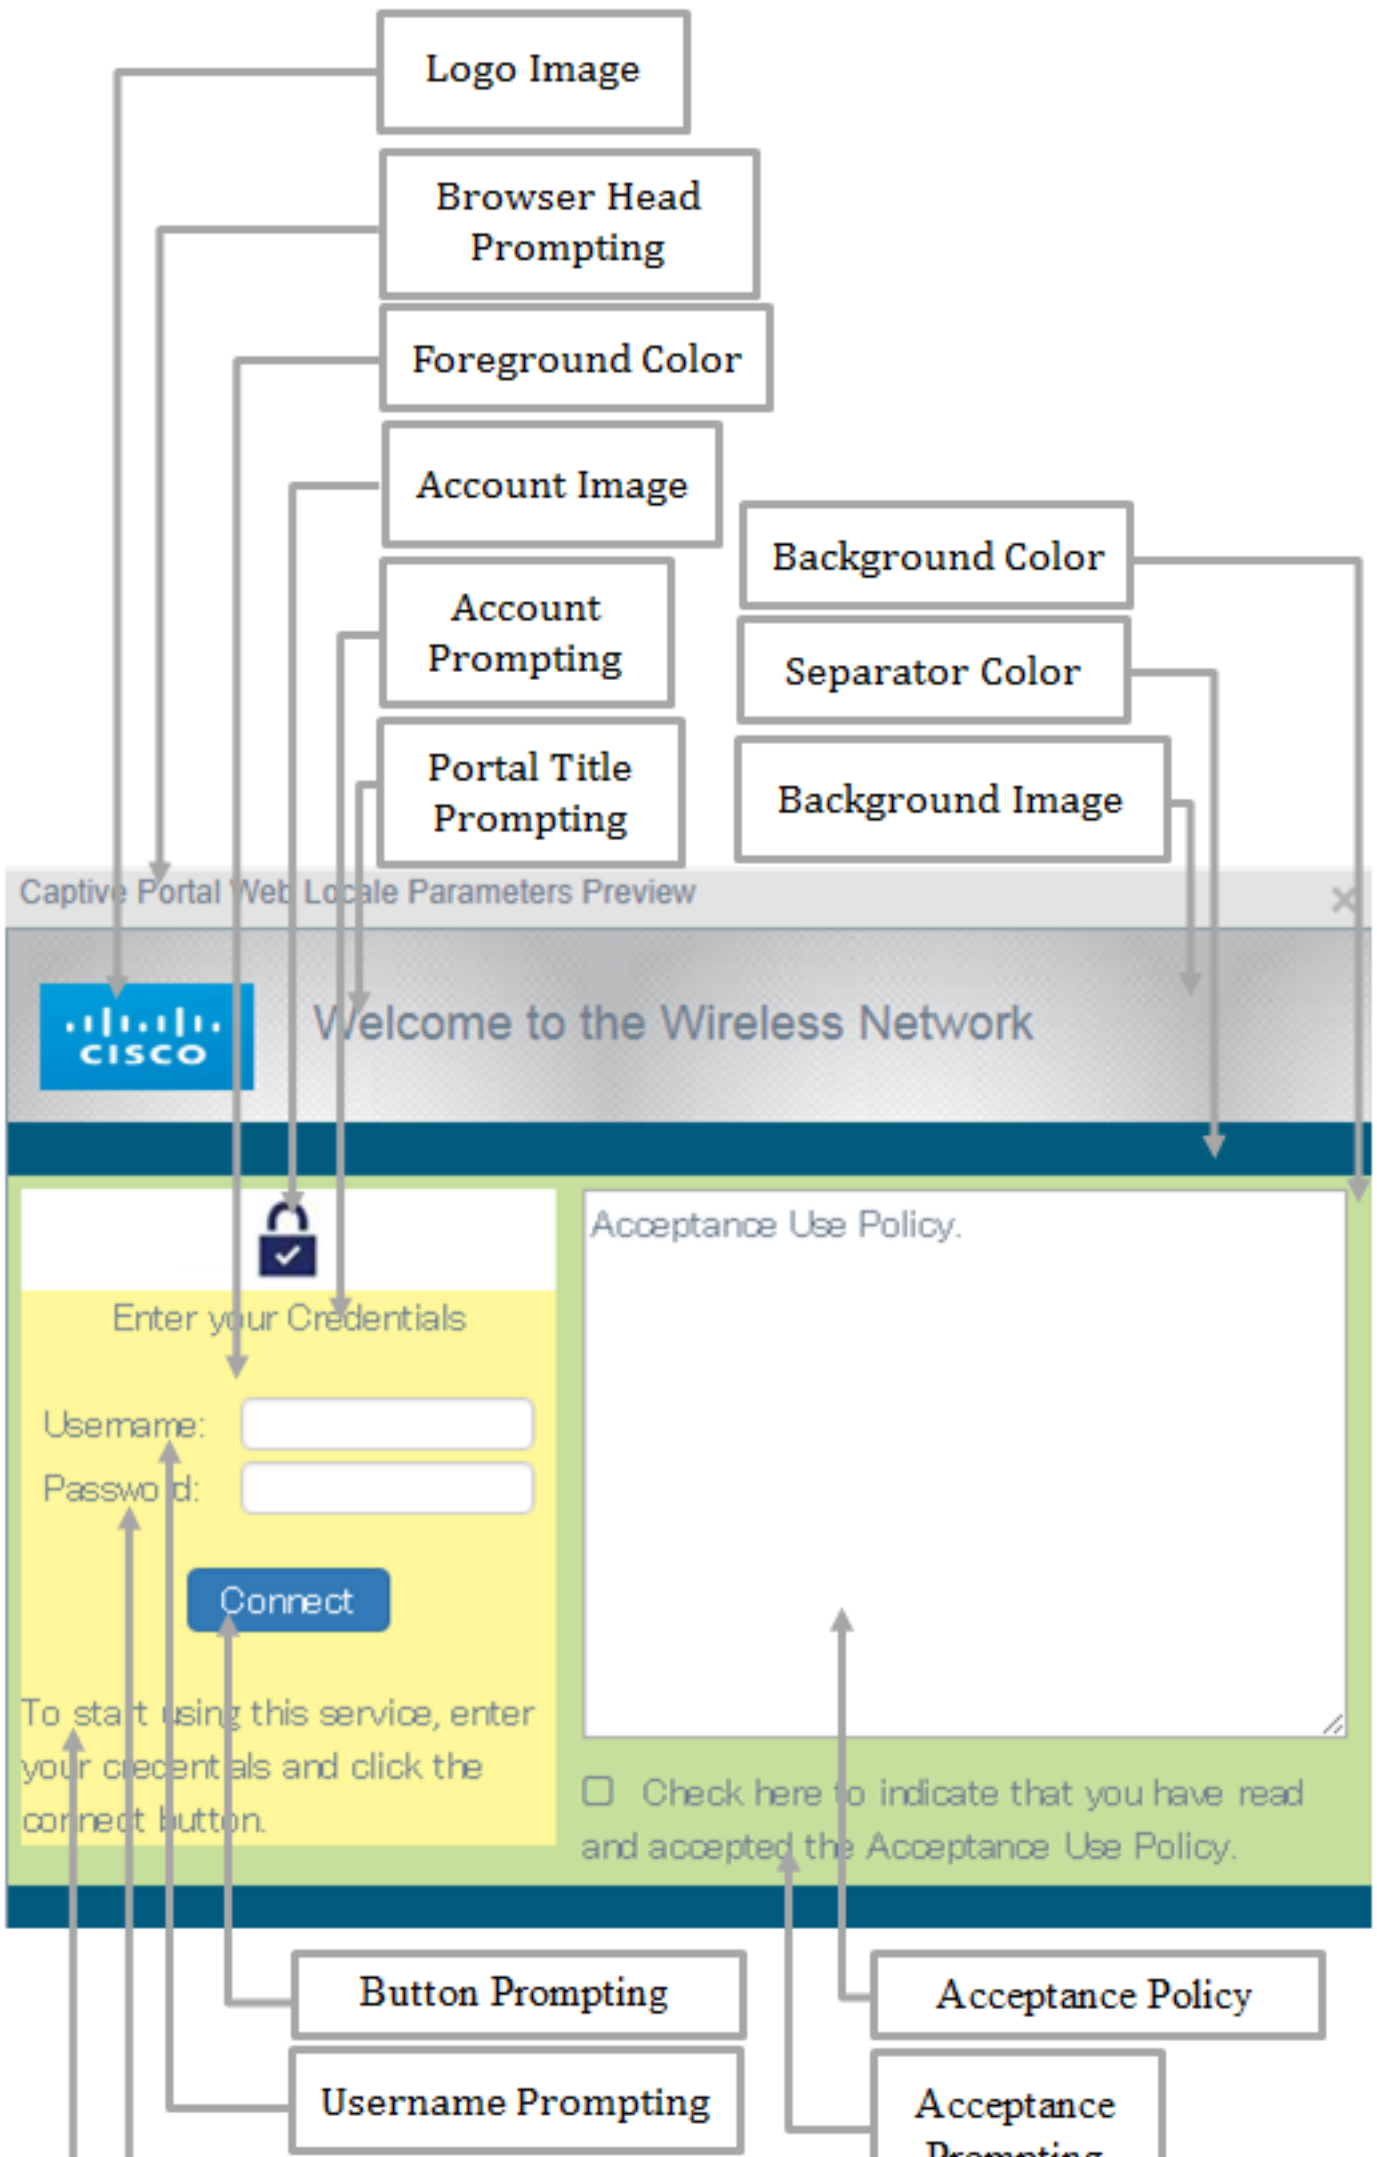 Logo Image
Browser Head
Prompting
Foreground Color
Account Image
Background Color
Account
Prompting
Separator Color
Portal Title
Prompting
Background Image
Captive Portal Web Locale Parameters Preview
CISCO
Welcome to the Wireless Network
Acceptance Use Policy.
Enter your Credentials
Username:
Password:
Connect
To start using this service, enter
your credentials and click the
connect button.
Check here to indicate that you have read
and accepted the Acceptance Use Policy.
Button Prompting
Acceptance Policy
Username Prompting
Acceptance
Prompting